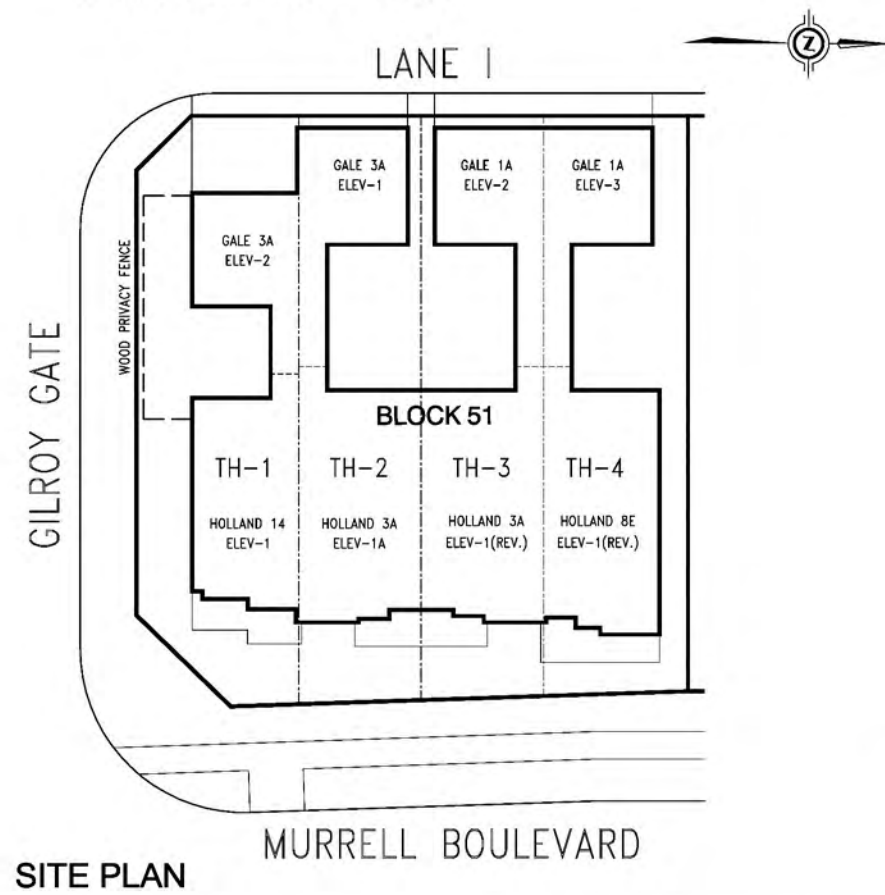 LANE 1
Z
GALE 3A
ELEV-1
GALE 1A
ELEV-2
GALE 1A
ELEV-3
GALE 3A
ELEV-2
WOOD PRIVACY FENCE
GILROY GATE
BLOCK 51
TH-1
TH-2
TH-3
TH-4
HOLLAND 14
ELEV-1
HOLLAND 3A
ELEV-1A
HOLLAND 3A
ELEV-1(REV.)
HOLLAND 8E
ELEV-1(REV.)
MURRELL BOULEVARD
SITE PLAN